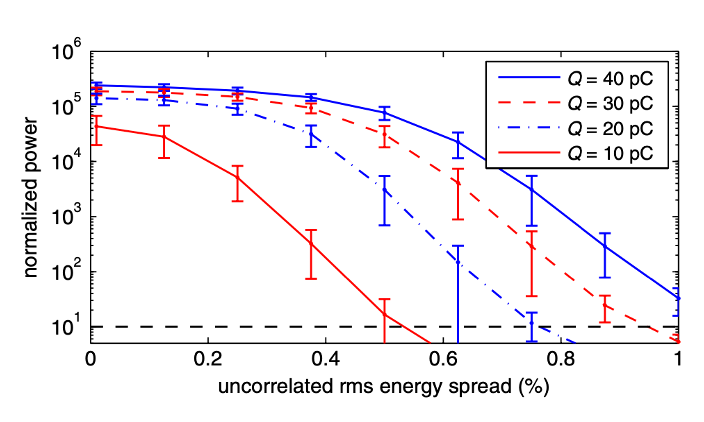 10^6
10^5
10^4
10^3
10^2
10^1
normalized power
Q = 40 pC
Q = 30 pC
Q = 20 pC
Q = 10 pC
0 0.2 0.4 0.6 0.8 1
uncorrelated rms energy spread (%)